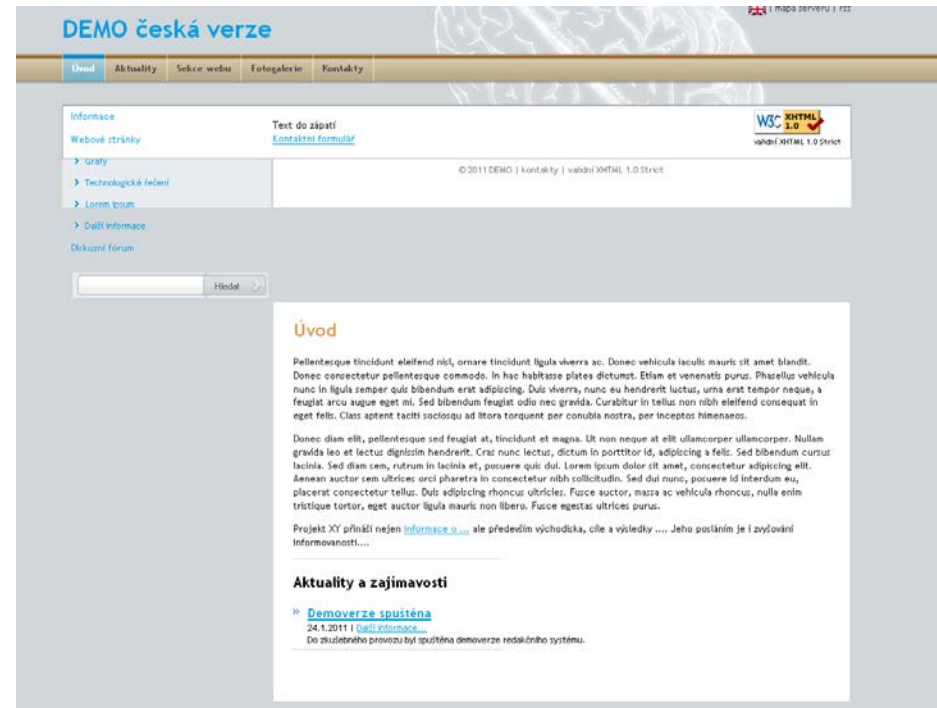 | mapa serveru | rss
DEMO česká verze
Úvod Aktuality Sekce webu Fotogalerie Kontakty
Informace
Webové stránky
Grafy
Technologické řešení
Lorem ipsum
Další informace
Diskuzní fórum
Hledat
Text do zápatí
Kontaktní formulář
W3C XHTML 1.0
validní XHTML 1.0 Strict
© 2011 DEMO | kontakty | validní XHTML 1.0 Strict
Úvod
Pellentesque tincidunt eleifend nisl, ornare tincidunt ligula viverra ac. Donec vehicula iaculis mauris sit amet blandit.
Donec consectetur pellentesque commodo. In hac habitasse platea dictumst. Etiam et venenatis purus. Phasellus vehicula
nunc in ligula semper quis bibendum erat adipiscing. Duis viverra, nunc eu hendrerit luctus, urna erat tempor neque, a
feugiat arcu augue eget mi. Sed bibendum feugiat odio nec gravida. Curabitur in tellus non nibh eleifend consequat in
eget felis. Class aptent taciti sociosqu ad litora torquent per conubia nostra, per inceptos himenaeos.
Donec diam elit, pellentesque sed feugiat at, tincidunt et magna. Ut non neque at elit ullamcorper ullamcorper. Nullam
gravida leo et lectus dignissim hendrerit. Cras nunc lectus, dictum in porttitor id, adipiscing a felis. Sed bibendum cursus
lacinia. Sed diam sem, rutrum in lacinia et, posuere quis dui. Lorem ipsum dolor sit amet, consectetur adipiscing elit.
Aenean auctor sem ultrices orci pharetra in consectetur nibh sollicitudin. Sed dui nunc, posuere id interdum eu,
placerat consectetur tellus. Duis adipiscing rhoncus ultricies. Fusce auctor, massa ac vehicula rhoncus, nulla enim
tristique tortor, eget auctor ligula mauris non libero. Fusce egestas ultrices purus.
Projekt XY přináší nejen informace o ... ale především východiska, cíle a výsledky .... Jeho posláním je i zvyšování
informovanosti....
Aktuality a zajímavosti
» Demoverze spuštěna
24.1.2011 | Další informace...
Do zkušebného provozu byl spuštěna demoverze redakčního systému.